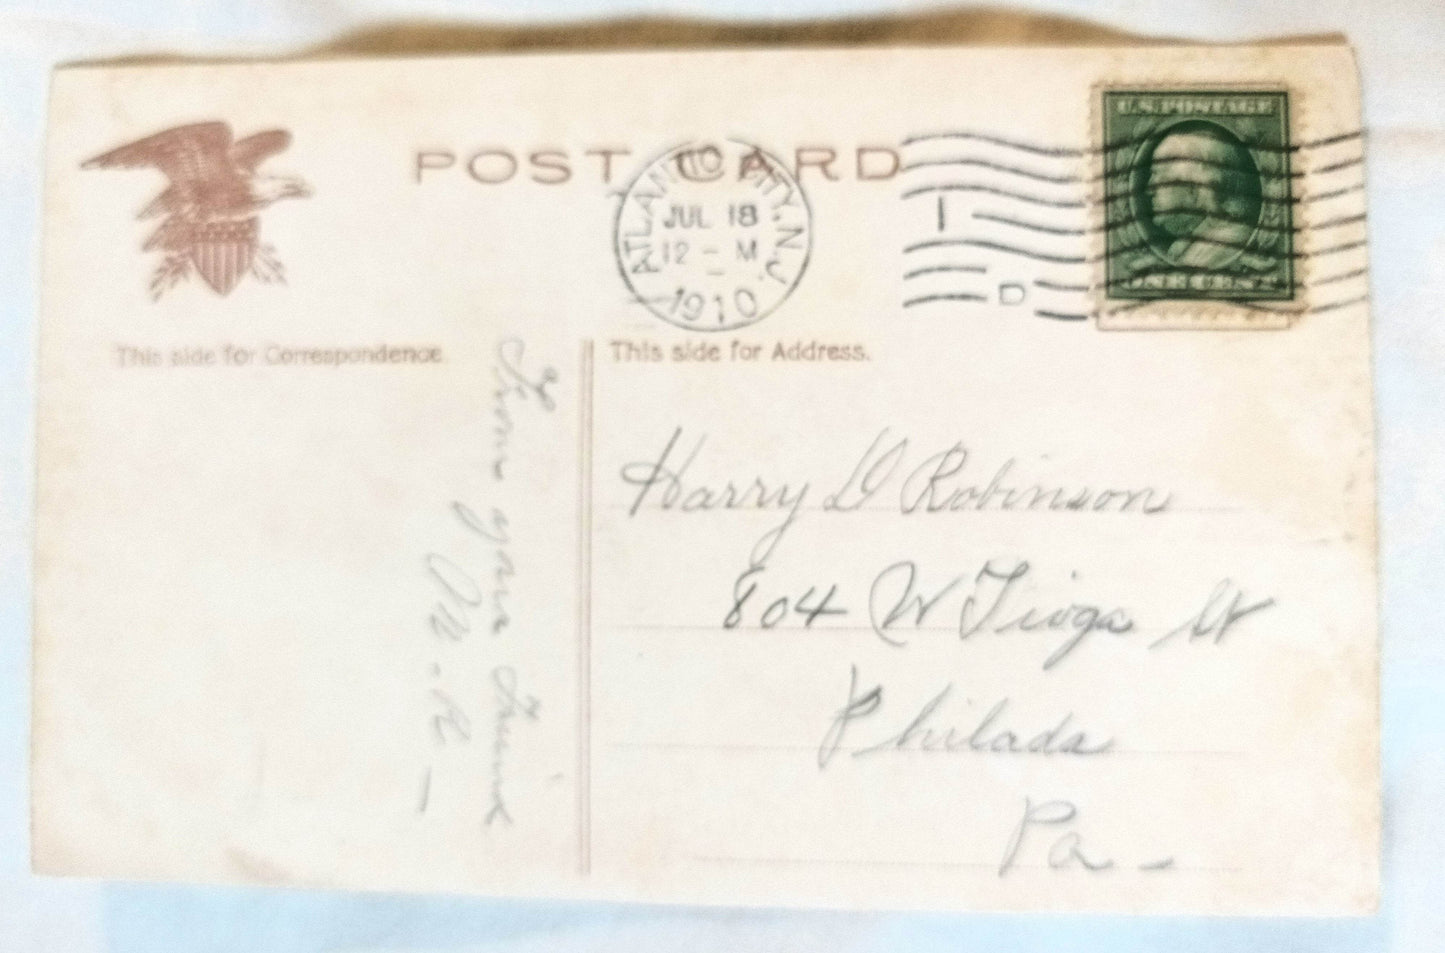 POST CARD
ATLANTIC CITY, N.J.
JUL 18
12 - M
1910
1
D
U.S. POSTAGE
ONE CENT
This side for Correspondence
This side for Address.
From your
W. R. -
Harry D Robinson
804 W Tioga St
Philada
Pa -